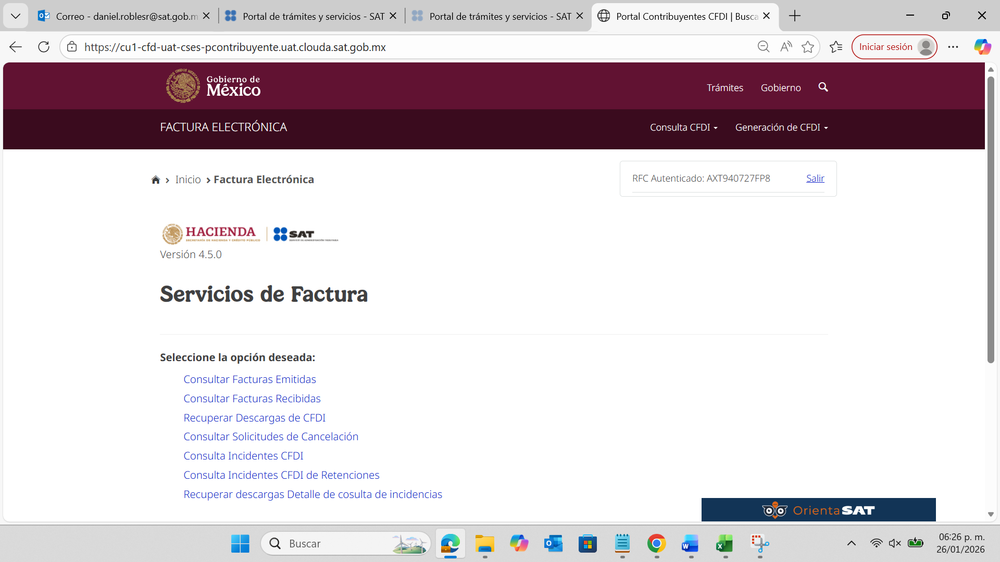 Correo - daniel.roblesr@sat.gob.m
Portal de trámites y servicios - SAT
Portal de trámites y servicios - SAT
Portal Contribuyentes CFDI | Busca
https://cu1-cfd-uat-cses-pcontribuyente.uat.clouda.sat.gob.mx
Iniciar sesión
Gobierno de
México
Trámites
Gobierno
FACTURA ELECTRÓNICA
Consulta CFDI
Generación de CFDI
Inicio
Factura Electrónica
RFC Autenticado: AXT940727FP8
Salir
HACIENDA
SECRETARÍA DE HACIENDA Y CRÉDITO PÚBLICO
SAT
SERVICIO DE ADMINISTRACIÓN TRIBUTARIA
Versión 4.5.0
Servicios de Factura
Seleccione la opción deseada:
Consultar Facturas Emitidas
Consultar Facturas Recibidas
Recuperar Descargas de CFDI
Consultar Solicitudes de Cancelación
Consulta Incidentes CFDI
Consulta Incidentes CFDI de Retenciones
Recuperar descargas Detalle de cosulta de incidencias
OrientaSAT
Buscar
06:26 p. m.
26/01/2026